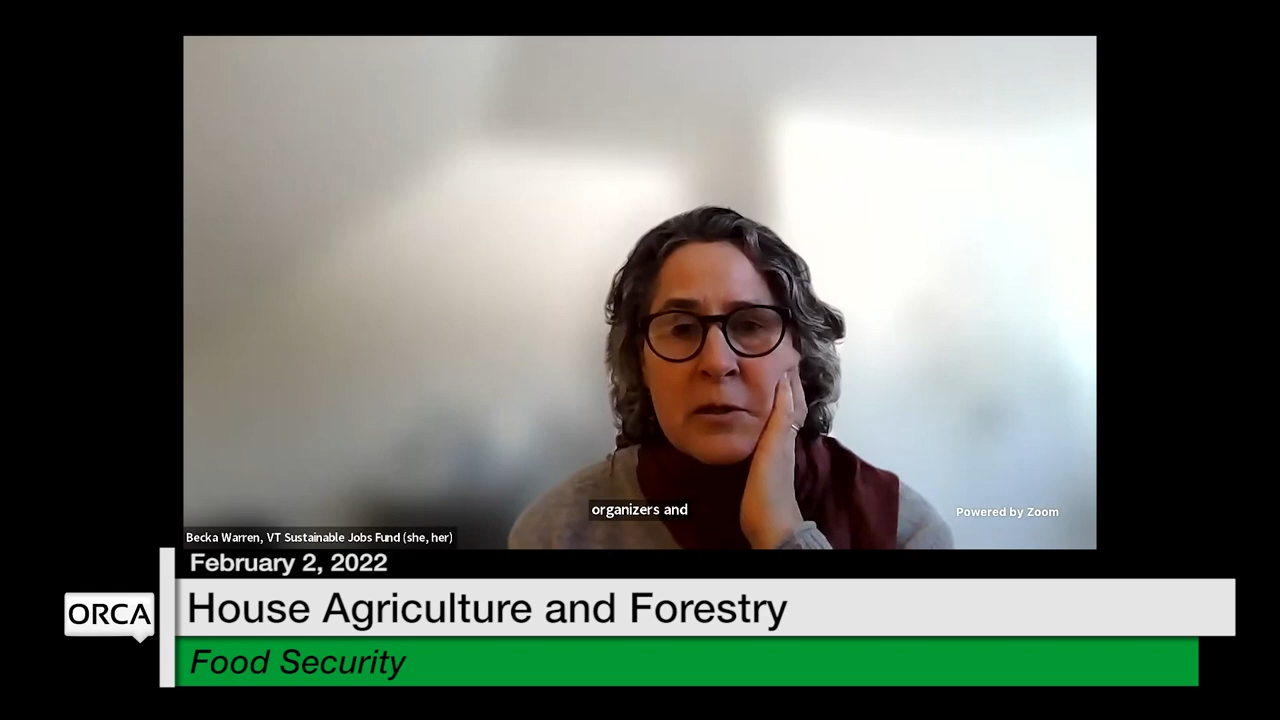 organizers and
Powered by Zoom
Becka Warren, VT Sustainable Jobs Fund (she, her)
February 2, 2022
ORCA
House Agriculture and Forestry
Food Security